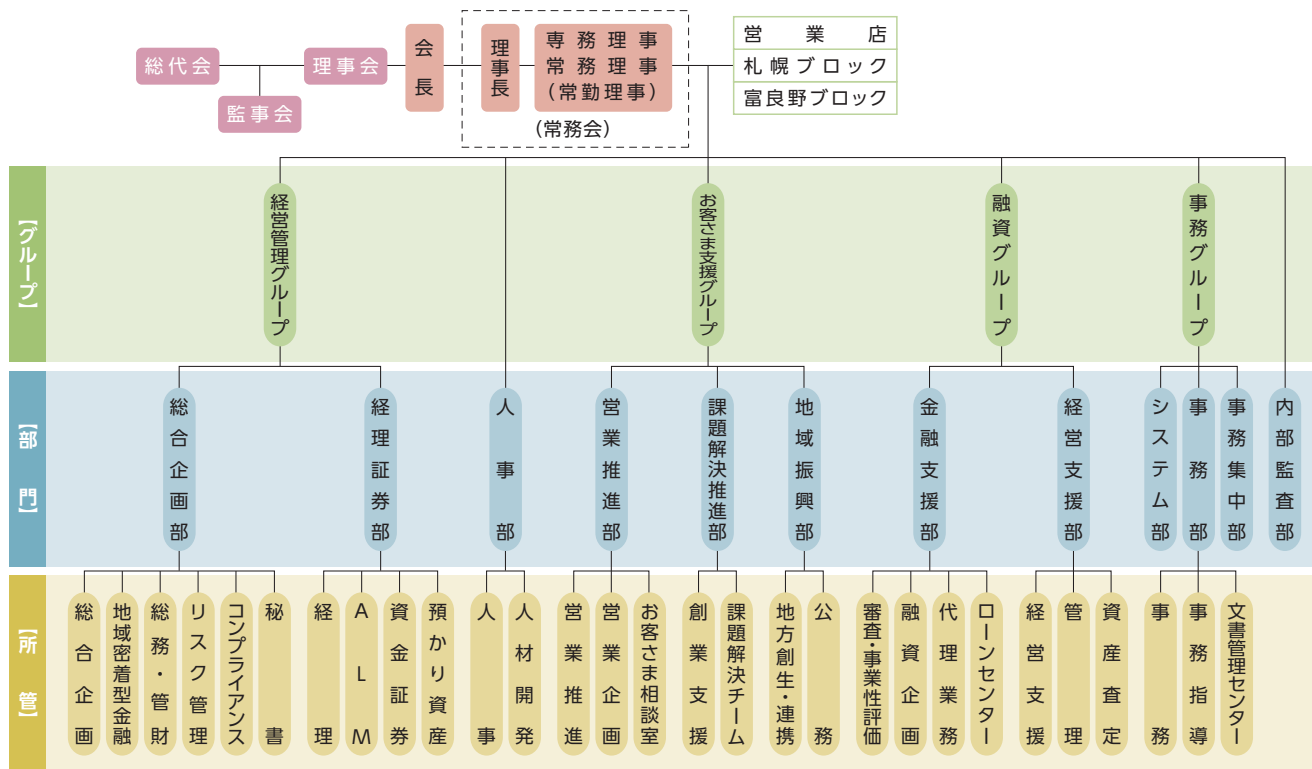 総代会
監事会
理事会
会長
理事長
専務理事
常務理事
(常勤理事)
(常務会)
営業店
札幌ブロック
富良野ブロック
【グループ】
経営管理グループ
お客さま支援グループ
融資グループ
事務グループ
【部門】
総合企画部
経理証券部
人事部
営業推進部
課題解決推進部
地域振興部
金融支援部
経営支援部
システム部
事務部
事務集中部
内部監査部
【所管】
総合企画
地域密着型金融
総務・管財
リスク管理
コンプライアンス
秘書
経理
ALM
資金証券
預かり資産
人事
人材開発
営業推進
営業企画
お客さま相談室
創業支援
課題解決チーム
地方創生・連携
公務
審査・事業性評価
融資企画
代理業務
ローンセンター
経営支援
管理
資産査定
事務
事務指導
文書管理センター